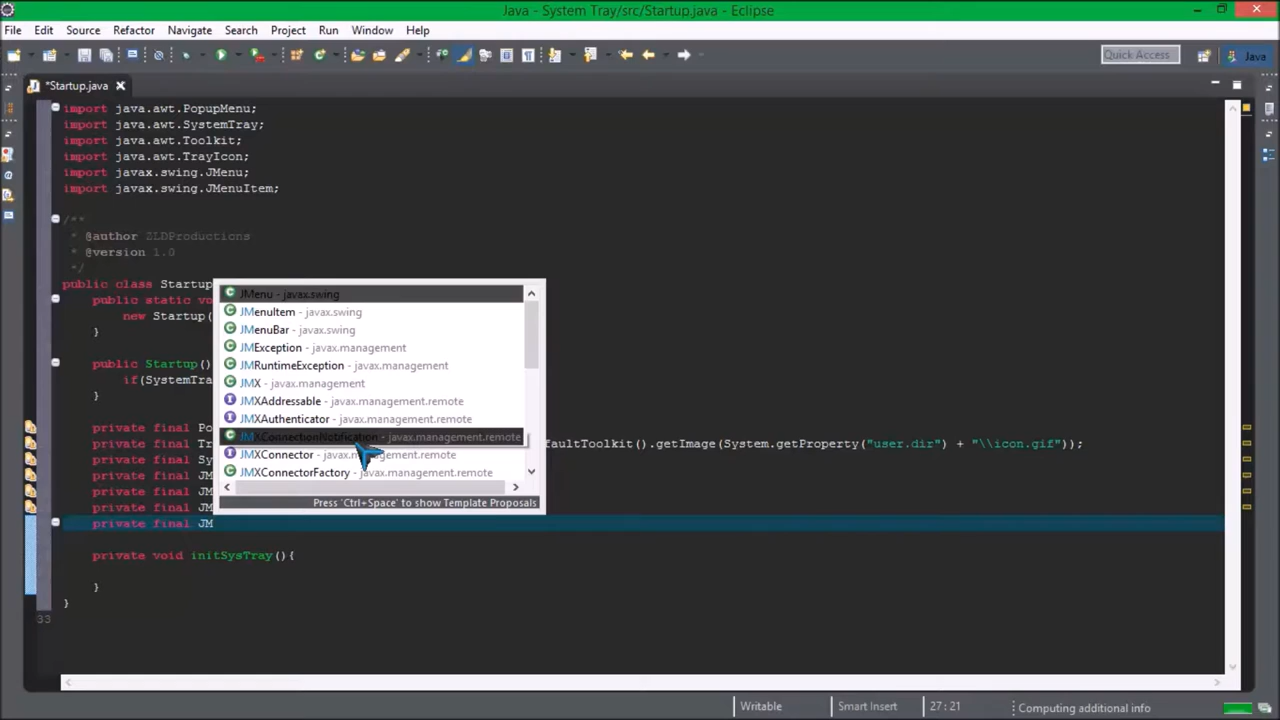 Java - System Tray/src/Startup.java - Eclipse
File Edit Source Refactor Navigate Search Project Run Window Help
Quick Access
Java
*Startup.java
import java.awt.PopupMenu;
import java.awt.SystemTray;
import java.awt.Toolkit;
import java.awt.TrayIcon;
import javax.swing.JMenu;
import javax.swing.JMenuItem;
/**
* @author ZLDProductions
* @version 1.0
*/
public class Startup
public static vo
new Startup(
}
public Startup()
if(SystemTra
}
private final Po
private final Tr
faultToolkit().getImage(System.getProperty("user.dir") + "\\icon.gif"));
private final Sy
private final JM
private final JM
private final JM
private final JM
private void initSysTray(){
}
}
33
JMenu - javax.swing
JMenuItem - javax.swing
JMenuBar - javax.swing
JMException - javax.management
JMRuntimeException - javax.management
JMX - javax.management
JMXAddressable - javax.management.remote
JMXAuthenticator - javax.management.remote
JMXConnectionNotification - javax.management.remote
JMXConnector - javax.management.remote
JMXConnectorFactory - javax.management.remote
Press 'Ctrl+Space' to show Template Proposals
Writable
Smart Insert
27 : 21
Computing additional info